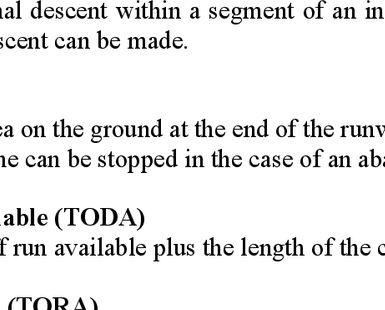 nal descent within a segment of an in
scent can be made.
ea on the ground at the end of the runw
ne can be stopped in the case of an aba
lable (TODA)
f run available plus the length of the c
(TORA)